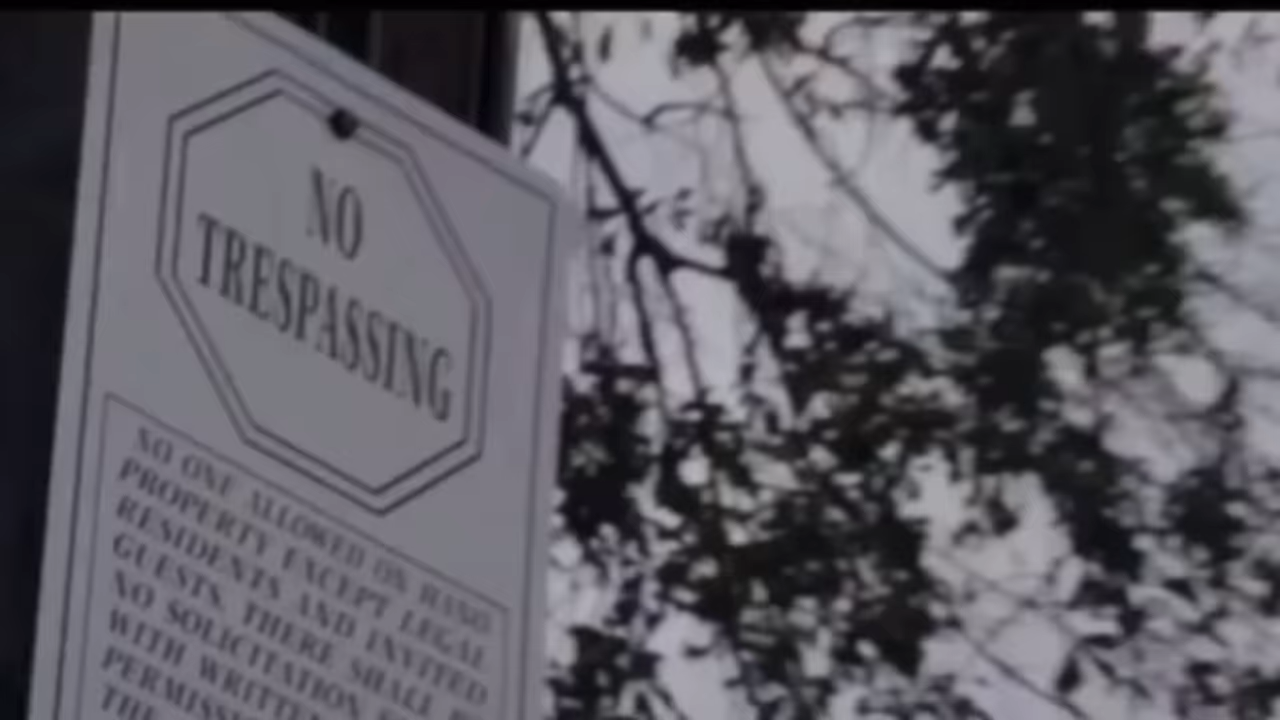 NO
TRESPASSING
NO ONE ALLOWED ON
PROPERTY EXCEPT LEGAL
RESIDENTS AND INVITED
GUESTS. THERE SHALL
NO SOLICITATION
WITH WRITTEN
THE